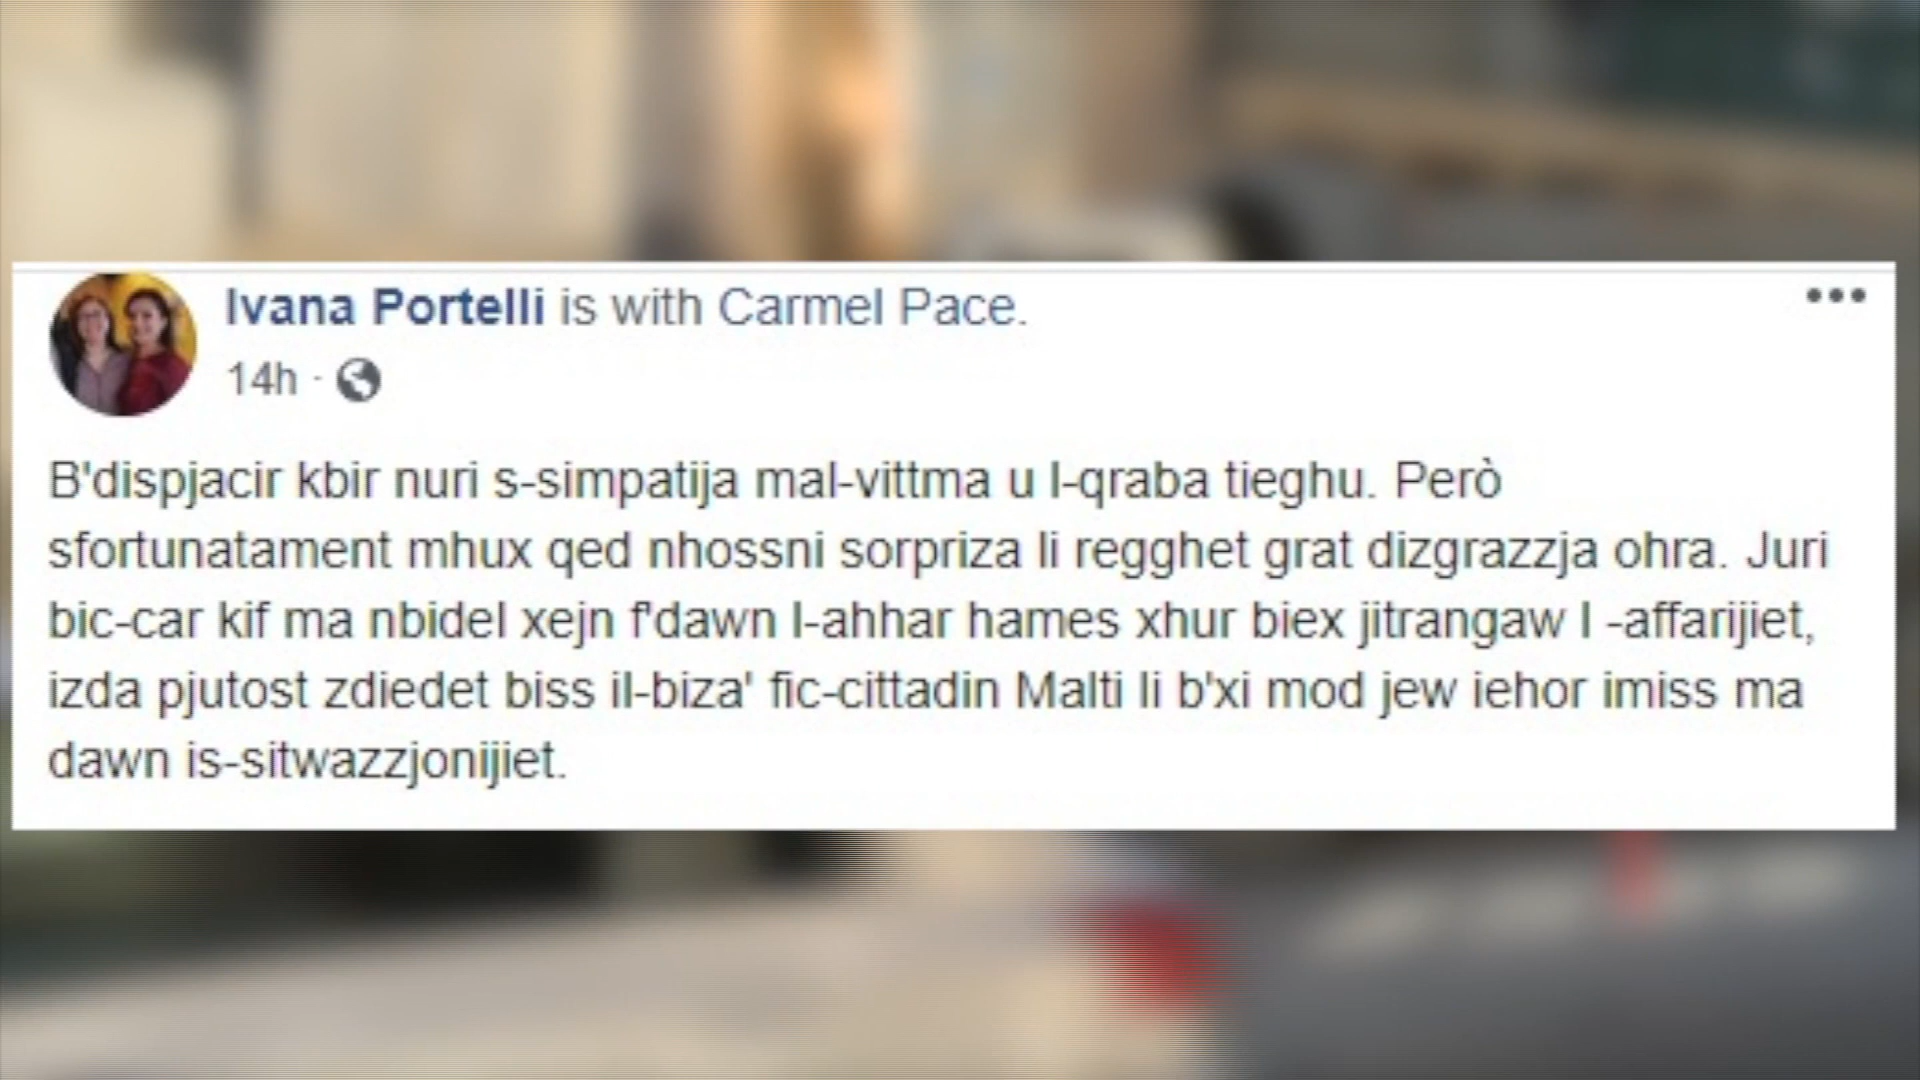 Ivana Portelli is with Carmel Pace.
14h ·
B'dispjacir kbir nuri s-simpatija mal-vittma u l-qraba tieghu. Però
sfortunatament mhux qed nhossni sorpriza li regghet grat dizgrazzja ohra. Juri
bic-car kif ma nbidel xejn f'dawn l-ahhar hames xhur biex jitrangaw l -affarijiet,
izda pjutost zdiedet biss il-biza' fic-cittadin Malti li b'xi mod jew iehor imiss ma
dawn is-sitwazzjonijiet.